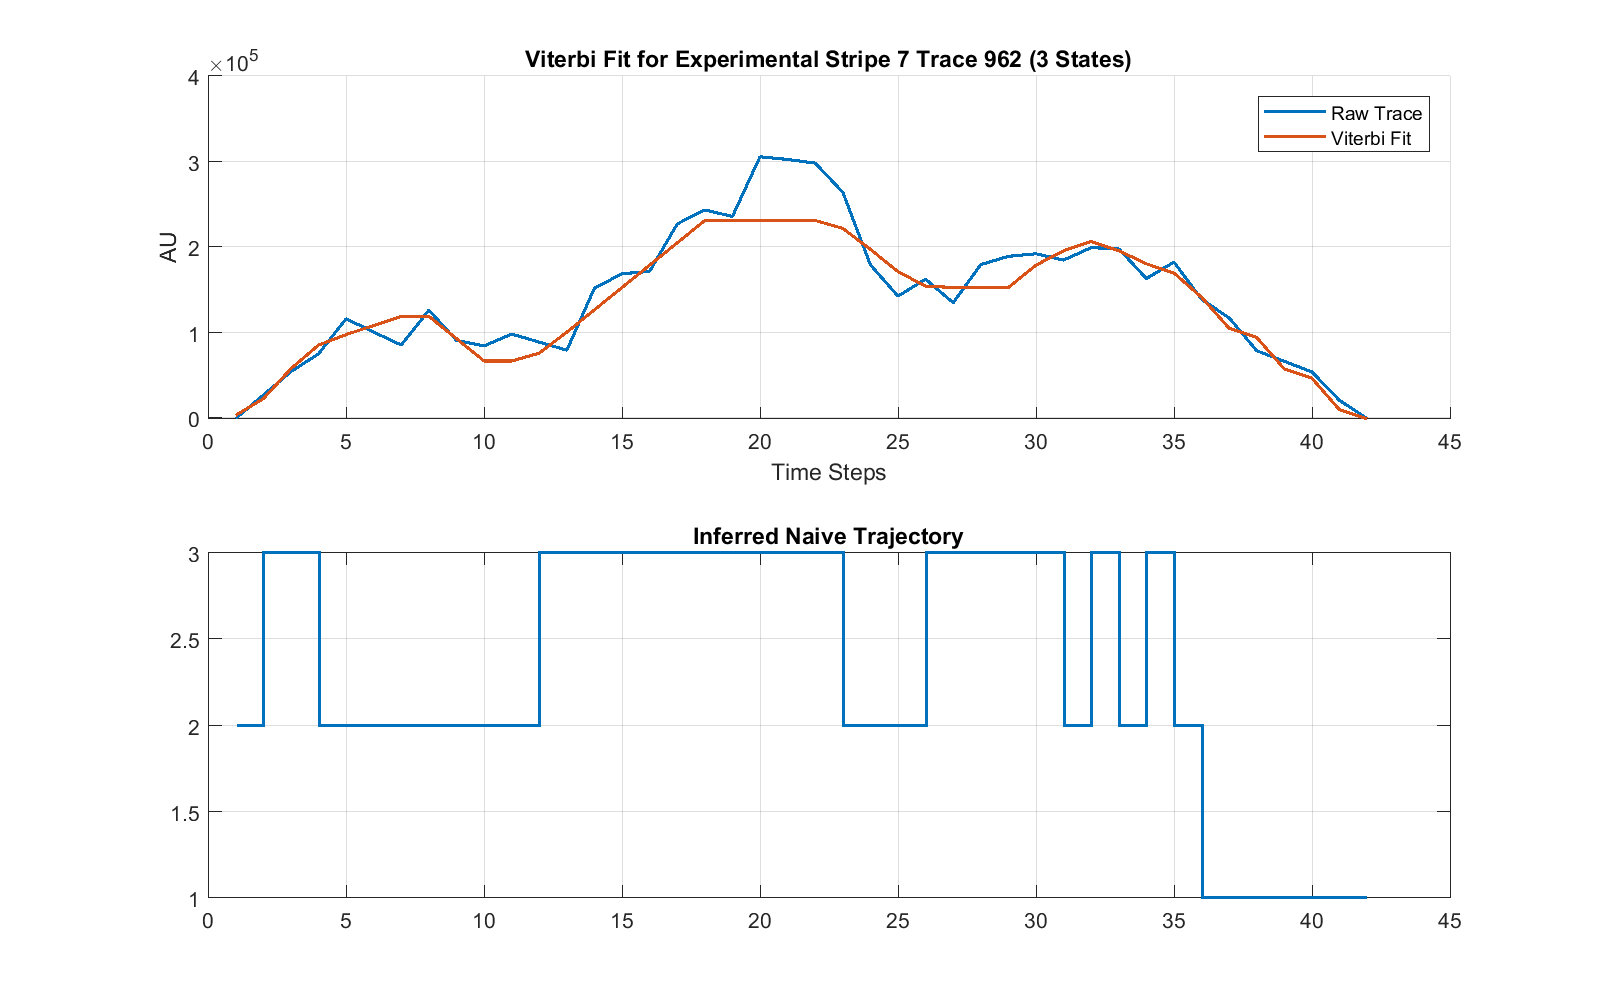 Viterbi Fit for Experimental Stripe 7 Trace 962 (3 States)
×10^5
4
3
2
1
0
AU
Raw Trace
Viterbi Fit
0 5 10 15 20 25 30 35 40 45
Time Steps
Inferred Naive Trajectory
3
2.5
2
1.5
1
0 5 10 15 20 25 30 35 40 45